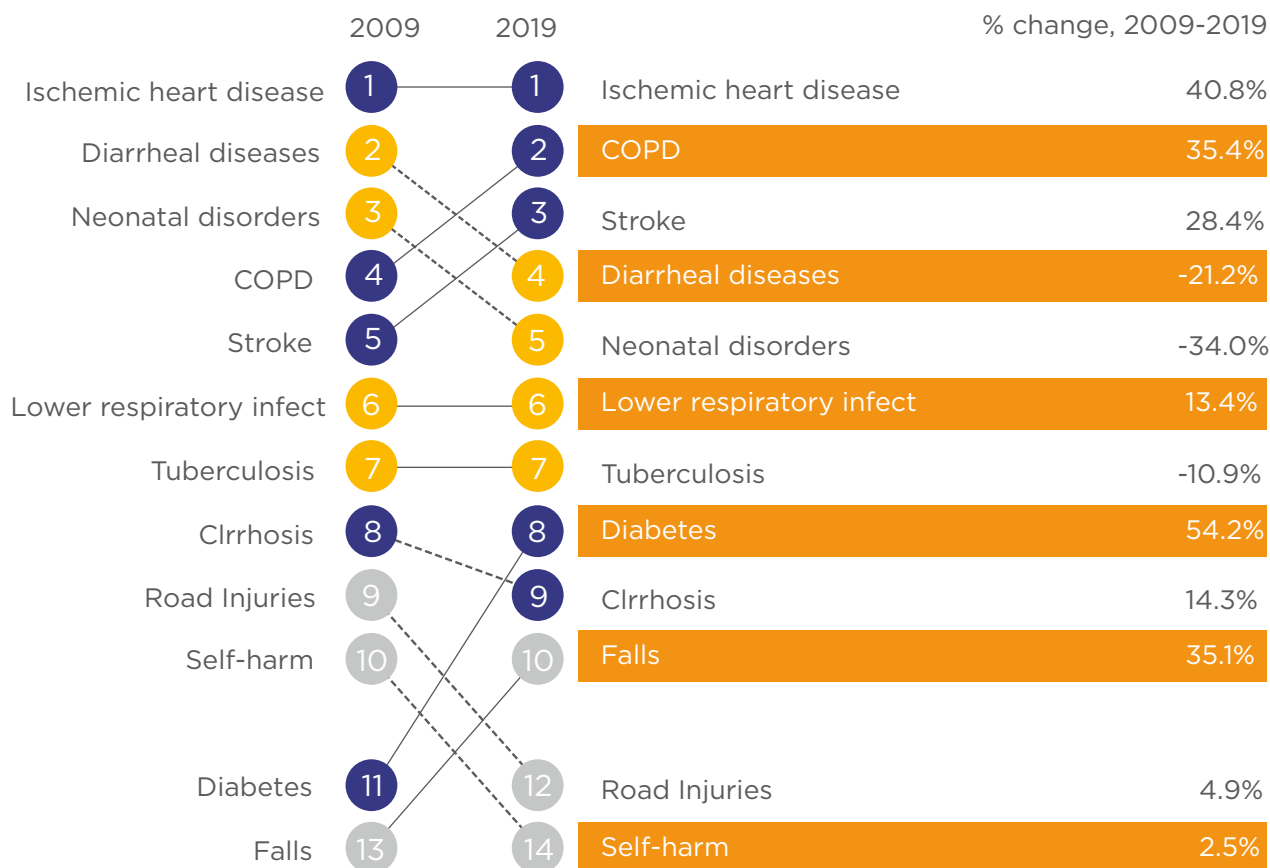 2009 2019 % change, 2009-2019
Ischemic heart disease 1 1 Ischemic heart disease 40.8%
Diarrheal diseases 2 2 COPD 35.4%
Neonatal disorders 3 3 Stroke 28.4%
COPD 4 4 Diarrheal diseases -21.2%
Stroke 5 5 Neonatal disorders -34.0%
Lower respiratory infect 6 6 Lower respiratory infect 13.4%
Tuberculosis 7 7 Tuberculosis -10.9%
Clrrhosis 8 8 Diabetes 54.2%
Road Injuries 9 9 Clrrhosis 14.3%
Self-harm 10 10 Falls 35.1%
Diabetes 11 12 Road Injuries 4.9%
Falls 13 14 Self-harm 2.5%